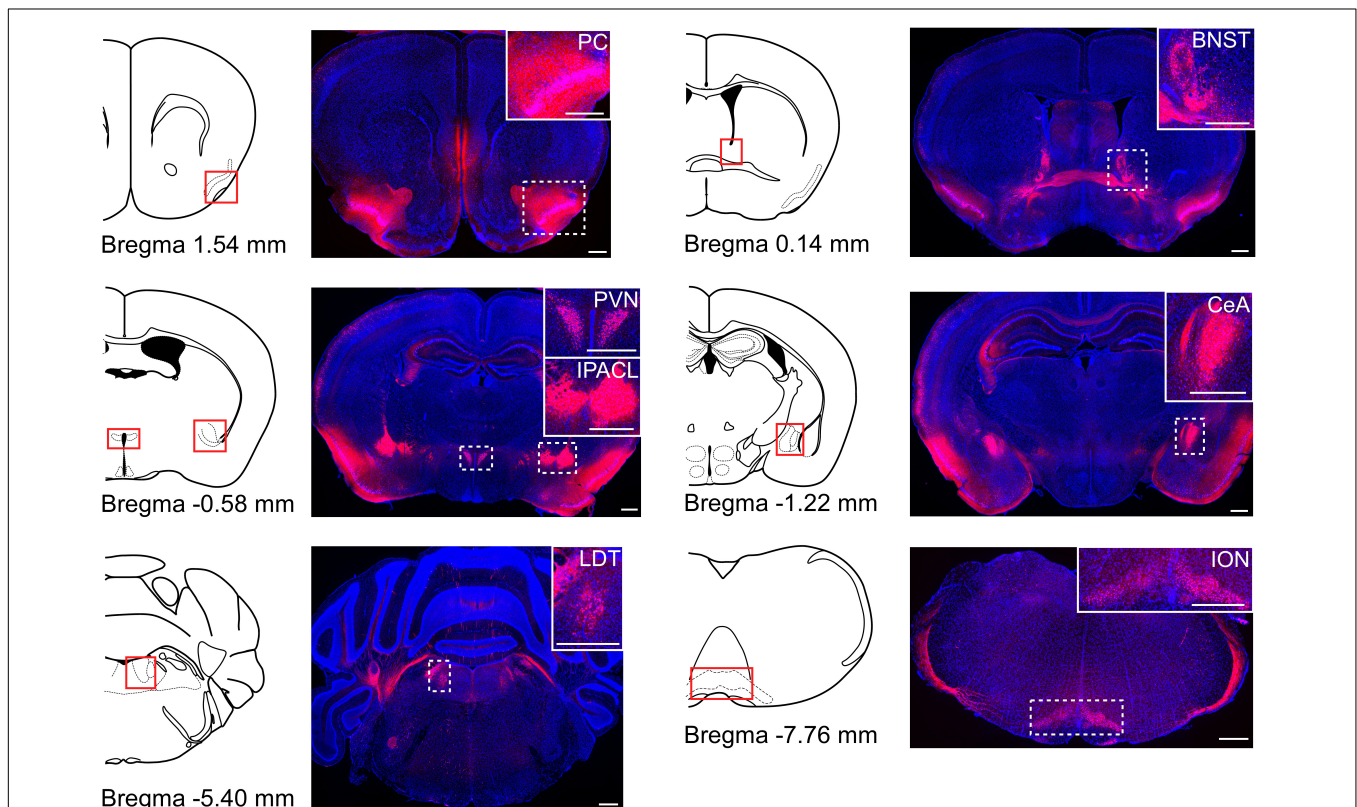 PC
Bregma 1.54 mm
BNST
Bregma 0.14 mm
PVN
IPACL
Bregma -0.58 mm
CeA
Bregma -1.22 mm
LDT
Bregma -5.40 mm
ION
Bregma -7.76 mm